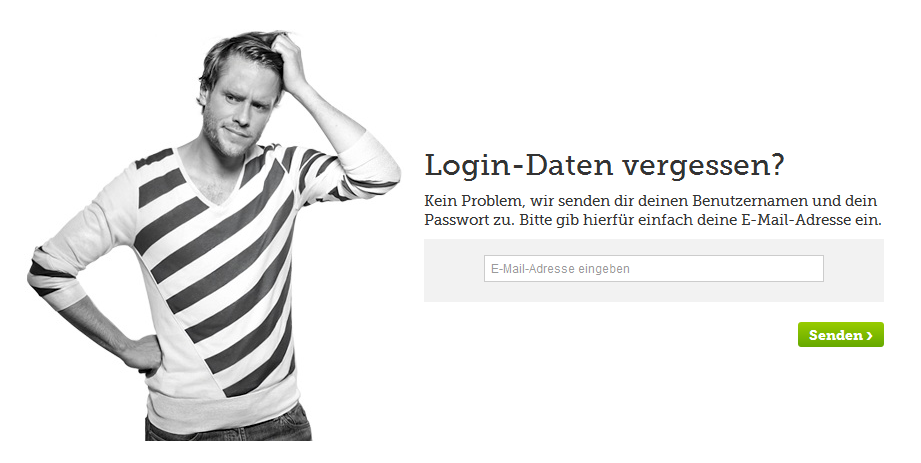 Login-Daten vergessen?
Kein Problem, wir senden dir deinen Benutzernamen und dein
Passwort zu. Bitte gib hierfür einfach deine E-Mail-Adresse ein.
E-Mail-Adresse eingeben
Senden ›